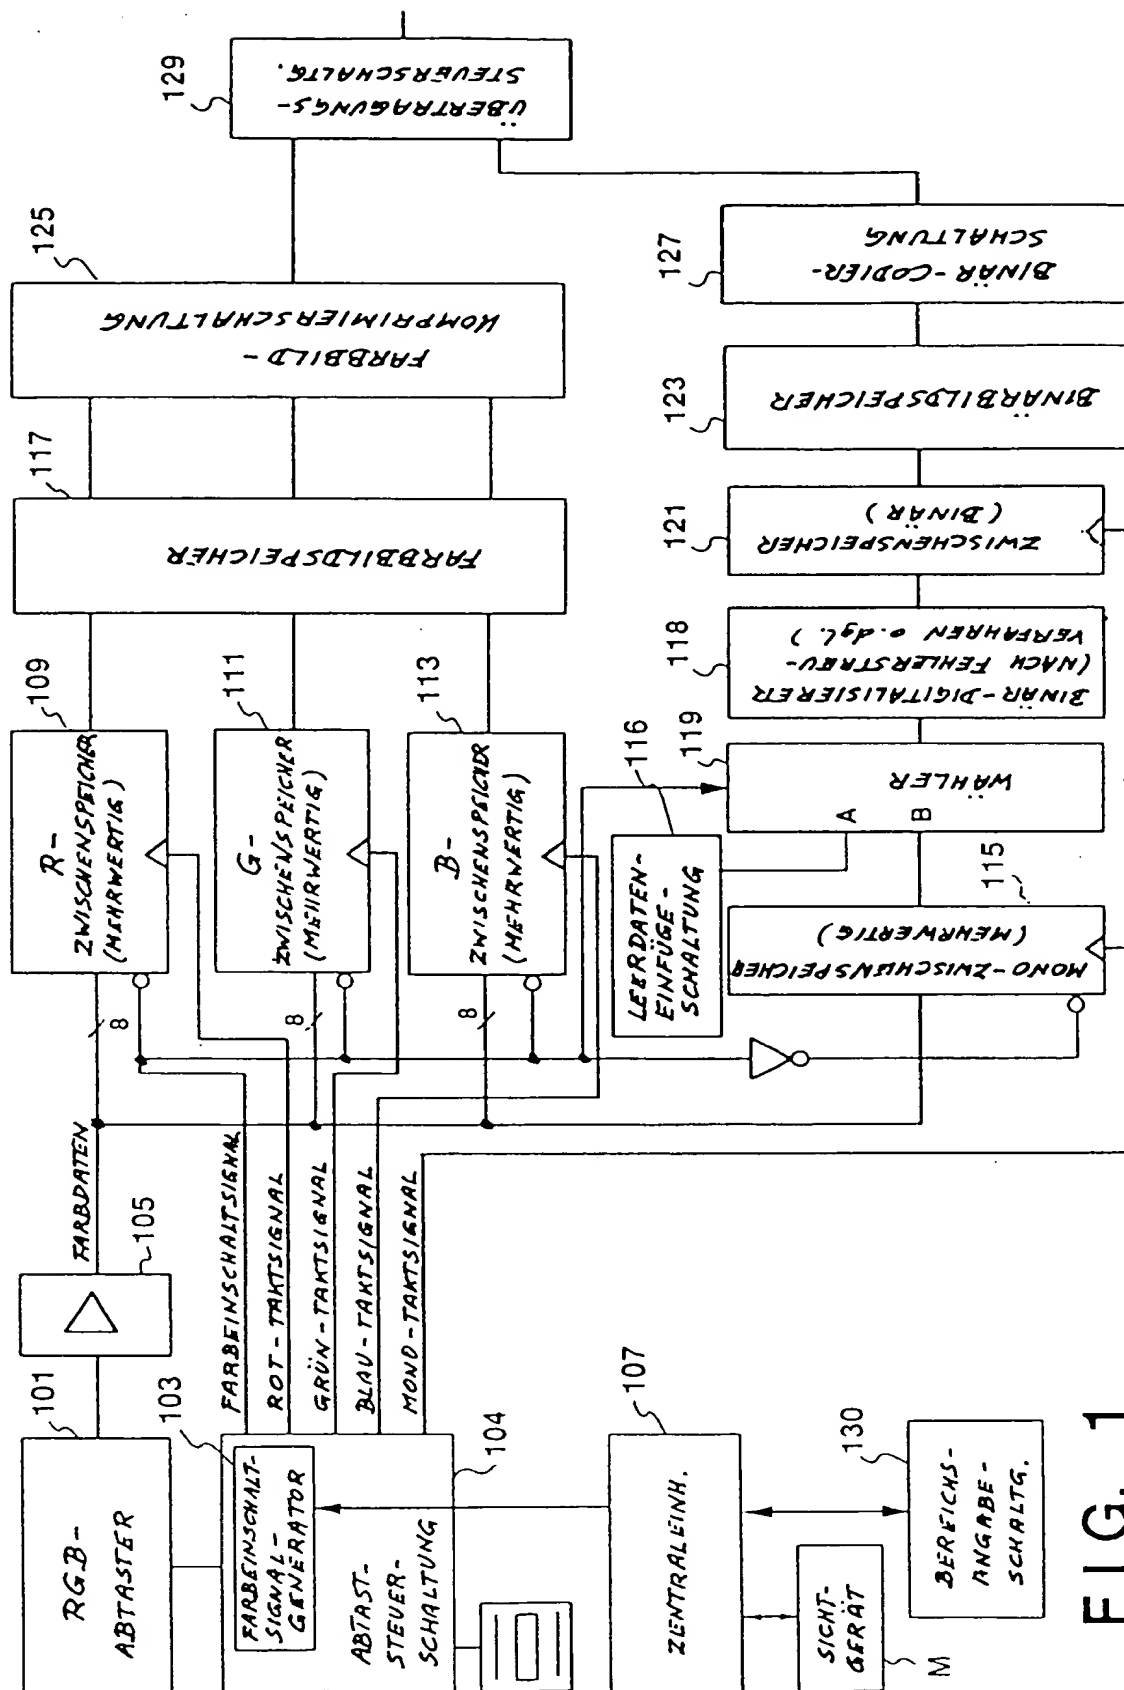 101
RGB-
ABTASTER
105
FARBDATEN
103
FARBEINSCHALT-
SIGNAL-
GENERATOR
104
ABTAST-
STEUER-
SCHALTUNG
FARBEINSCHALTSIGNAL
ROT-TAKTSIGNAL
GRÜN-TAKTSIGNAL
BLAU-TAKTSIGNAL
MONO-TAKTSIGNAL
107
ZENTRALEINH.
SICHT-
GERÄT
M
130
BEREICHS-
ANGABE-
SCHALTG.
8
109
R-
ZWISCHENSPEICHER
(MEHRWERTIG)
8
111
G-
ZWISCHENSPEICHER
(MEHRWERTIG)
8
113
B-
ZWISCHENSPEICHER
(MEHRWERTIG)
116
LEERDATEN-
EINFÜGE-
SCHALTUNG
115
MONO-ZWISCHENSPEICHER
(MEHRWERTIG)
119
A
B
WÄHLER
118
BINÄR-DIGITALISIERER
(NACH FEHLERSTREU-
VERFAHREN o.dgl.)
121
ZWISCHENSPEICHER
(BINÄR)
123
BINÄRBILDSPEICHER
127
BINÄR-CODIER-
SCHALTUNG
117
FARBBILDSPEICHER
125
FARBBILD-
KOMPRIMIERSCHALTUNG
129
ÜBERTRAGUNGS-
STEUERSCHALTG.
FIG. 1